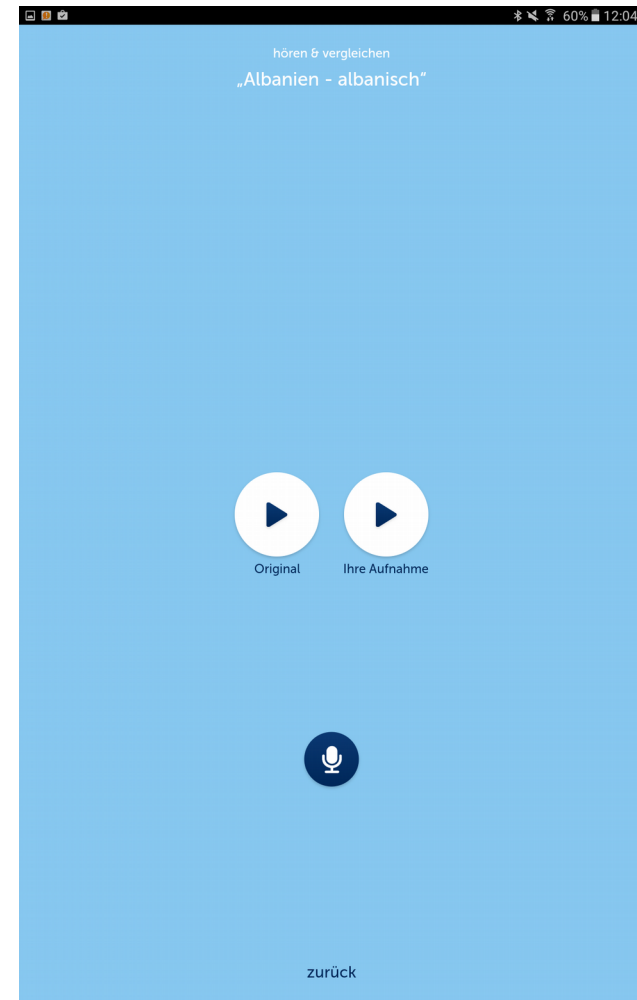 60% 12:04
hören & vergleichen
„Albanien - albanisch“
Original Ihre Aufnahme
zurück